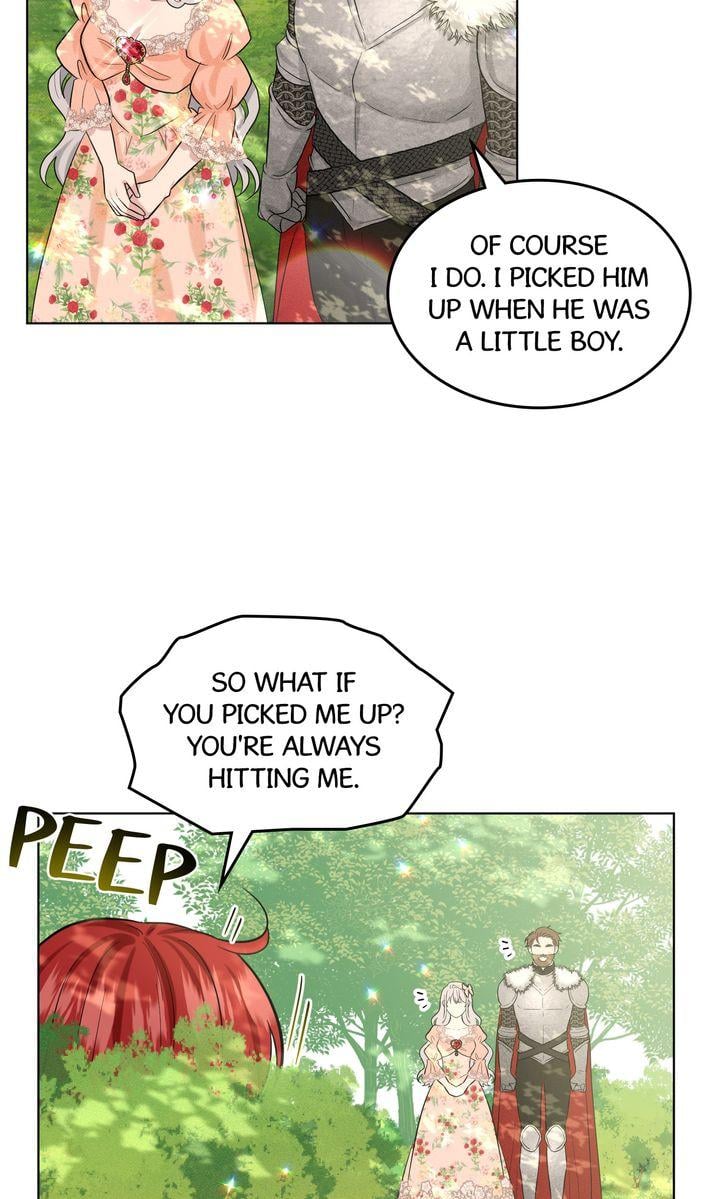 OF COURSE
I DO. I PICKED HIM
UP WHEN HE WAS
A LITTLE BOY.
SO WHAT IF
YOU PICKED ME UP?
YOU'RE ALWAYS
HITTING ME.
PEEP